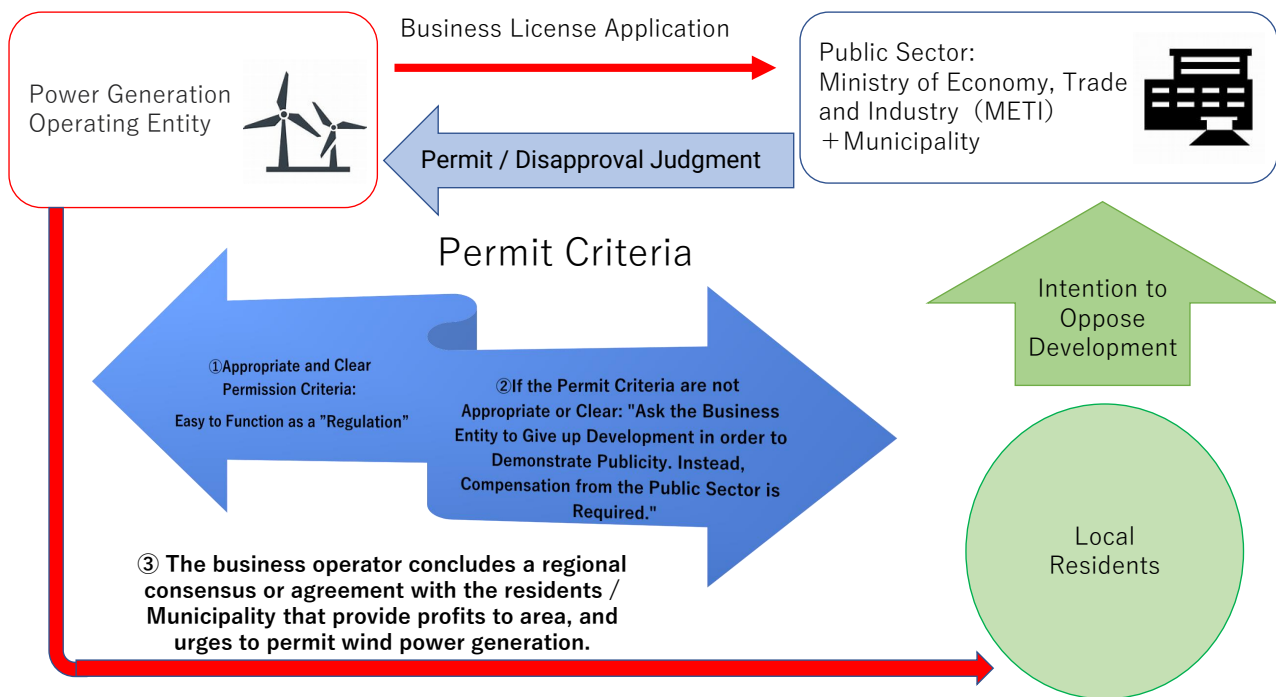 Business License Application
Power Generation
Operating Entity
Public Sector:
Ministry of Economy, Trade
and Industry（METI）
＋Municipality
Permit / Disapproval Judgment
Permit Criteria
①Appropriate and Clear
Permission Criteria:
Easy to Function as a ”Regulation”
②If the Permit Criteria are not
Appropriate or Clear: "Ask the Business
Entity to Give up Development in order to
Demonstrate Publicity. Instead,
Compensation from the Public Sector is
Required."
Intention to
Oppose
Development
Local
Residents
③ The business operator concludes a regional
consensus or agreement with the residents /
Municipality that provide profits to area, and
urges to permit wind power generation.